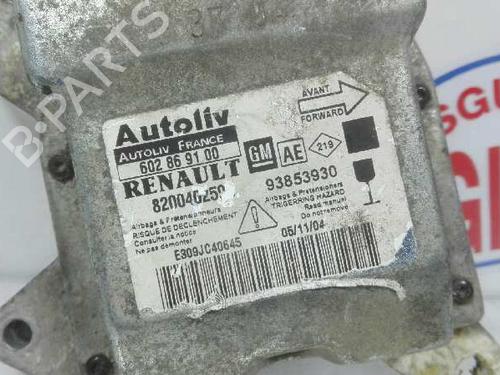 B-PARTS
Autoliv
AUTOLIV FRANCE
602 86 91 00
RENAULT
GM
AE
219
AVANT
FORWARD
93853930
Airbags & Prétensionneurs
RISQUE DE DECLENCHEMENT
Consulter la notice
Ne pas démonter
Airbags & Pretensioners
TRIGERRING HAZARD
Read manual
Do not remove
05/11/04
E309JC40645